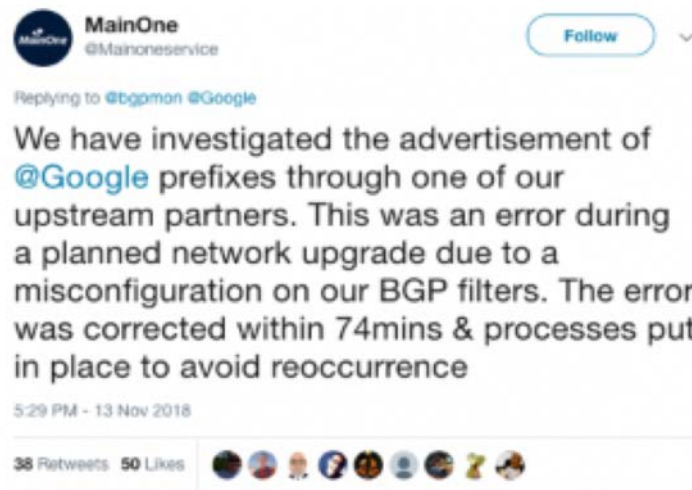 MainOne
MainOne
@Mainoneservice
Follow
Replying to @bgpmon @Google
We have investigated the advertisement of
@Google prefixes through one of our
upstream partners. This was an error during
a planned network upgrade due to a
misconfiguration on our BGP filters. The error
was corrected within 74mins & processes put
in place to avoid reoccurrence
5:29 PM - 13 Nov 2018
38 Retweets 50 Likes